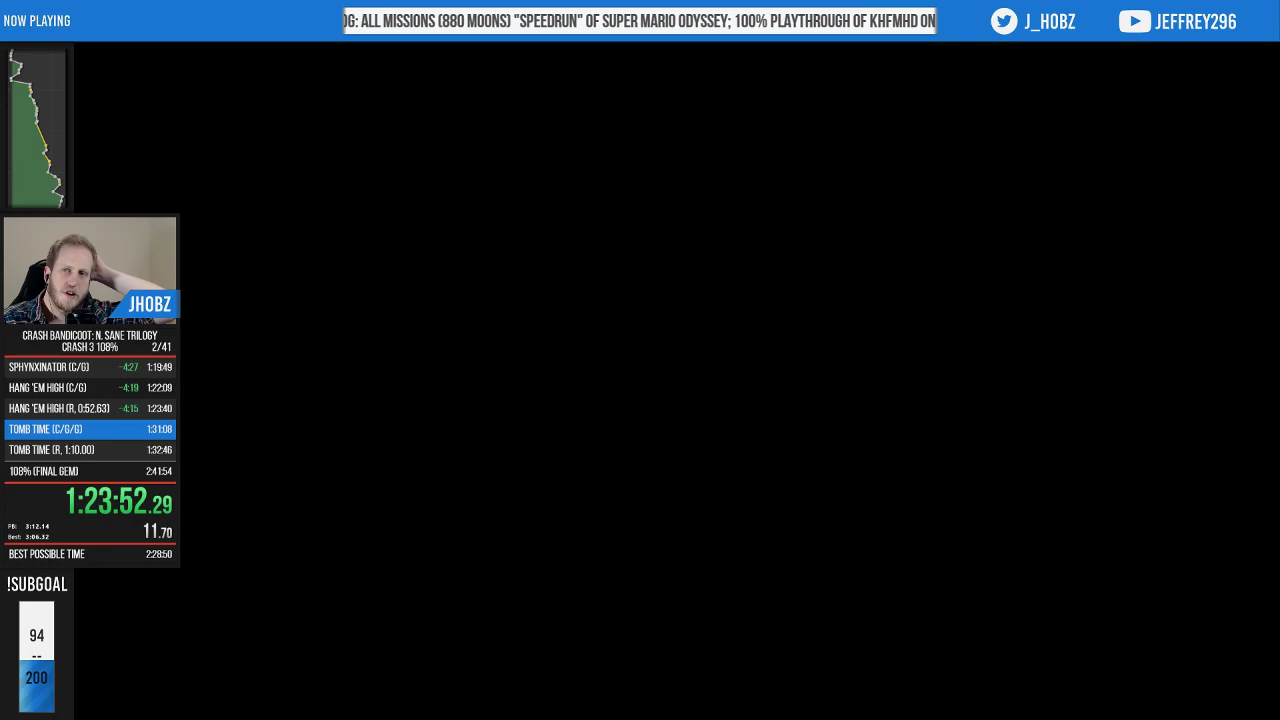 NOW PLAYING
G: ALL MISSIONS (880 MOONS) "SPEEDRUN" OF SUPER MARIO ODYSSEY; 100% PLAYTHROUGH OF KHFMHD ON
J_HOBZ
JEFFREY296
JHOBZ
CRASH BANDICOOT: N. SANE TRILOGY
CRASH 3 108% 2/41
SPHYNXINATOR (C/G) -4:27 1:19:49
HANG 'EM HIGH (C/G) -4:19 1:22:09
HANG 'EM HIGH (R, 0:52.63) -4:15 1:23:40
TOMB TIME (C/G/G) 1:31:08
TOMB TIME (R, 1:10.00) 1:32:46
108% (FINAL GEM) 2:41:54
1:23:52.29
PB: 3:12.14
Best: 3:06.32
11.70
BEST POSSIBLE TIME 2:28:50
!SUBGOAL
94
--
200